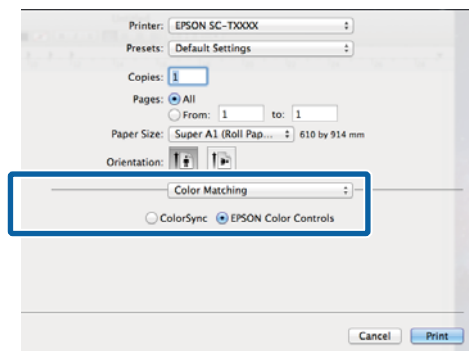 Printer: EPSON SC-TXXXX
Presets: Default Settings
Copies: 1
Pages: All
From: 1 to: 1
Paper Size: Super A1 (Roll Pap... 610 by 914 mm
Orientation:
Color Matching
ColorSync EPSON Color Controls
Cancel Print